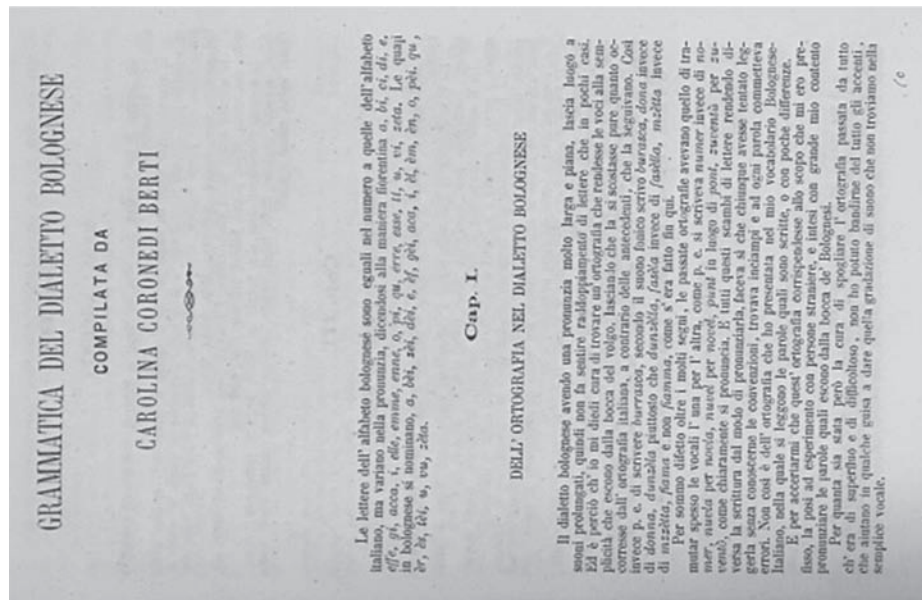 GRAMMATICA DEL DIALETTO BOLOGNESE
COMPILATA DA
CAROLINA CORONEDI BERTI
Le lettere dell' alfabeto bolognese sono eguali nel numero a quelle dell' alfabeto
italiano, ma variano nella pronunzia, dicendosi alla maniera fiorentina a, bi, ci, di, e,
effe, gi, acca, i, elle, emme, enne, o, pi, qu, erre, esse, ti, u, vi, zeta. Le quali
in bolognese si nominano, a, bèi, zèi, dèi, e, èf, gèi, aca, i, èl, èm, èn, o, pèi, qu,
èr, ès, tèi, u, vu, zèta.
Cap. I.
DELL' ORTOGRAFIA NEL DIALETTO BOLOGNESE
Il dialetto bolognese avendo una pronunzia molto larga e piana, lascia luogo a
suoni prolungati, quindi non fa sentire raddoppiamento di lettere che in pochi casi.
Ed è perciò ch' io mi diedi cura di trovare un' ortografia che rendesse le voci alla sem-
plicità che escono dalla bocca del volgo, lasciando che la si scostasse pare quanto oc-
corresse dall' ortografia italiana, a contrario delle antecedenti, che la seguivano. Così
invece p. e. di scrivere burrasca, secondo il suono fonico scrivo burasca, dona invece
di donna, dunzèla piuttosto che dunzèlla, fasèla invece di fasèlla, mzètta invece
di mzzètta, fiama e non fiamma, come s' era fatto fin qui.
Per sommo difetto oltre i molti segni, le passate ortografie avevano quello di tra-
mutar spesso le vocali l' una per l' altra, come p. e. si scriveva numer invece di no-
mer, nueda per novda, nuvel per novel, punt in luogo di pont, zuventà per zu-
ventò, come chiaramente si pronuncia. E tutti questi scambi di lettere rendendo di-
versa la scrittura dal modo di pronunziarla, faceva sì che chiunque avesse tentato leg-
gerla senza conoscerne le convenzioni, trovava inciampi e ad ogni parola commetteva
errori. Non così è dell' ortografia che ho presentata nel mio vocabolario Bolognese-
Italiano, nella quale si leggono le parole quali sono scritte, o con poche differenze.
E per accertarmi che quest' ortografia corrispondesse allo scopo che mi ero pre-
fisso, la posi ad esperimento con persone straniere, e intesi con grande mio contento
pronunziare le parole quali escono dalla bocca de' Bolognesi.
Per quanta sia stata però la cura di spogliare l' ortografia passata da tutto
ch' era di superfluo e di difficoltoso, non ho potuto bandirne del tutto gli accenti,
che aiutano in qualche guisa a dare quella gradazione di suono che non troviamo nella
semplice vocale.